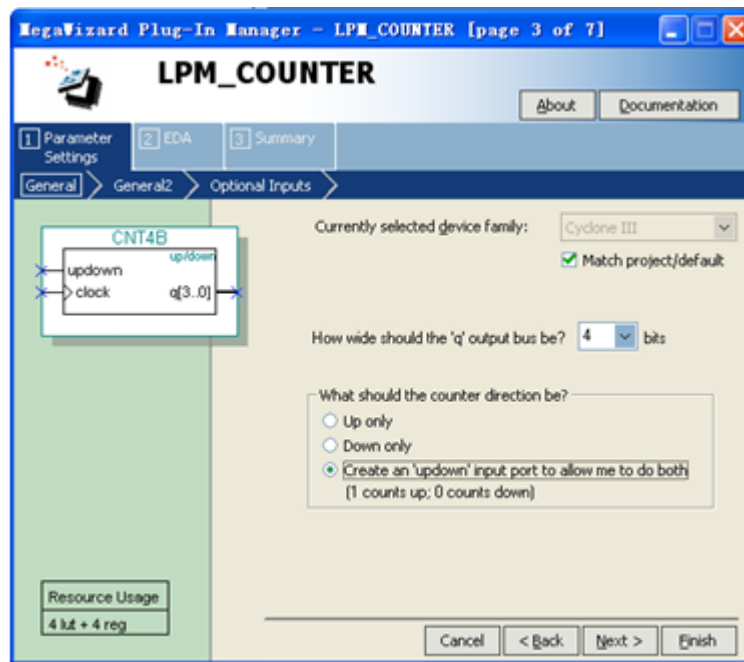 MegaWizard Plug-In Manager - LPM_COUNTER [page 3 of 7]
LPM_COUNTER
About
Documentation
1 Parameter Settings
2 EDA
3 Summary
General
General2
Optional Inputs
CNT4B
up/down
updown
clock
q[3..0]
Currently selected device family:
Cyclone III
Match project/default
How wide should the 'q' output bus be?
4
bits
What should the counter direction be?
Up only
Down only
Create an 'updown' input port to allow me to do both
(1 counts up; 0 counts down)
Resource Usage
4 lut + 4 reg
Cancel
< Back
Next >
Finish